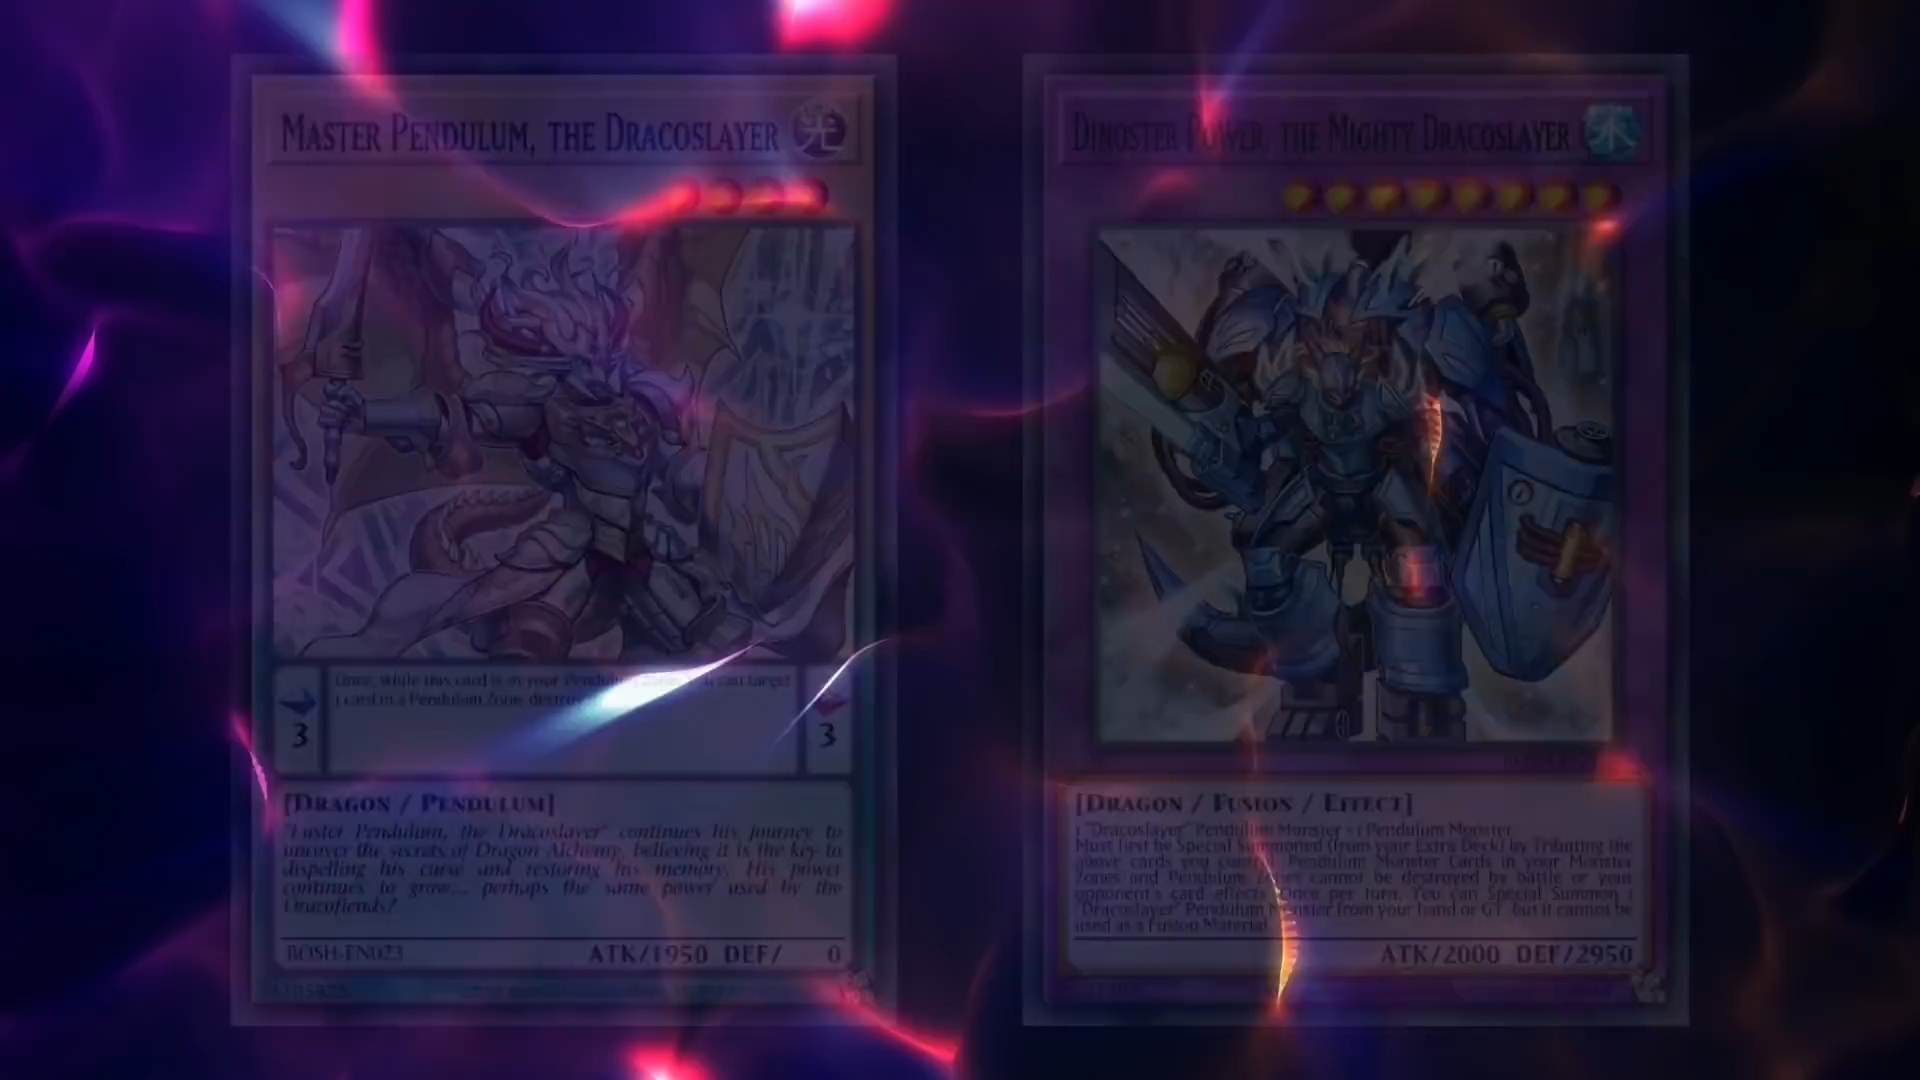 MASTER PENDULUM, THE DRACOSLAYER 光
Once, while this card is in your Pendulum Zone: You can target
1 card in a Pendulum Zone; destroy
3
3
[DRAGON / PENDULUM]
"Luster Pendulum, the Dracoslayer" continues his journey to
uncover the secrets of Dragon Alchemy, believing it is the key to
dispelling his curse and restoring his memory. His power
continues to grow... perhaps the same power used by the
Dracofiends?
BOSH-EN023
ATK/1950 DEF/ 0
DINOSTER POWER, THE MIGHTY DRACOSLAYER 水
[DRAGON / FUSION / EFFECT]
1 "Dracoslayer" Pendulum Monster + 1 Pendulum Monster
Must first be Special Summoned (from your Extra Deck) by Tributing the
above cards you control. Pendulum Monster Cards in your Monster
Zones and Pendulum Zones cannot be destroyed by battle or your
opponent's card effects. Once per turn: You can Special Summon 1
"Dracoslayer" Pendulum Monster from your hand or GY, but it cannot be
used as a Fusion Material
ATK/2000 DEF/2950